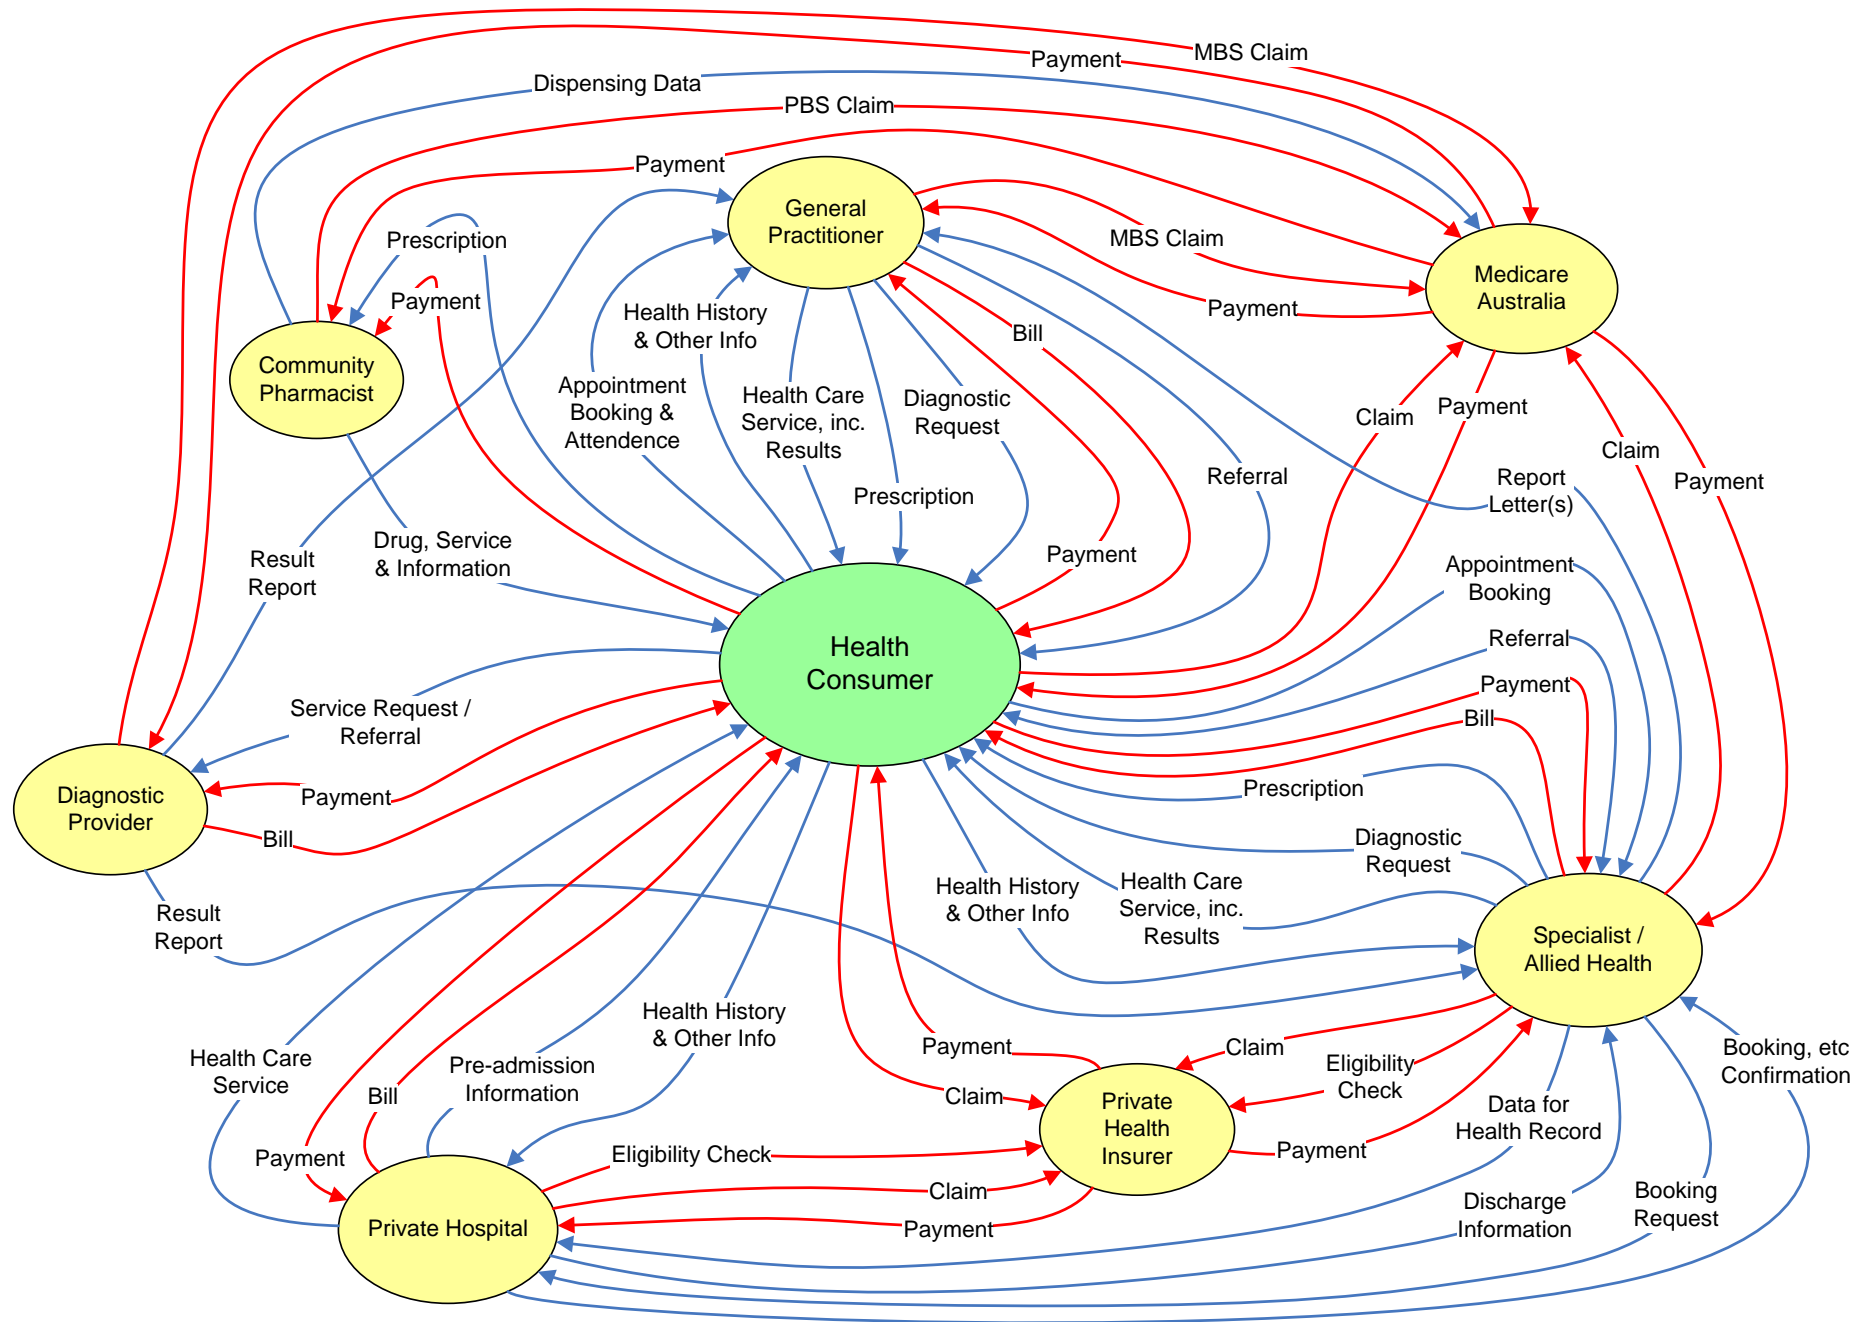 MBS Claim
Payment
Dispensing Data
PBS Claim
Payment
General
Practitioner
Prescription
MBS Claim
Medicare
Australia
Payment
Health History
& Other Info
Payment
Bill
Community
Pharmacist
Appointment
Booking &
Attendence
Health Care
Service, inc.
Results
Diagnostic
Request
Claim
Payment
Claim
Payment
Referral
Report
Letter(s)
Prescription
Drug, Service
& Information
Result
Report
Payment
Appointment
Booking
Health
Consumer
Referral
Payment
Bill
Service Request /
Referral
Diagnostic
Provider
Payment
Bill
Prescription
Diagnostic
Request
Result
Report
Health History
& Other Info
Health Care
Service, inc.
Results
Specialist /
Allied Health
Health History
& Other Info
Health Care
Service
Pre-admission
Information
Bill
Payment
Claim
Claim
Eligibility
Check
Booking, etc
Confirmation
Private
Health
Insurer
Data for
Health Record
Payment
Payment
Eligibility Check
Claim
Payment
Private Hospital
Discharge
Information
Booking
Request